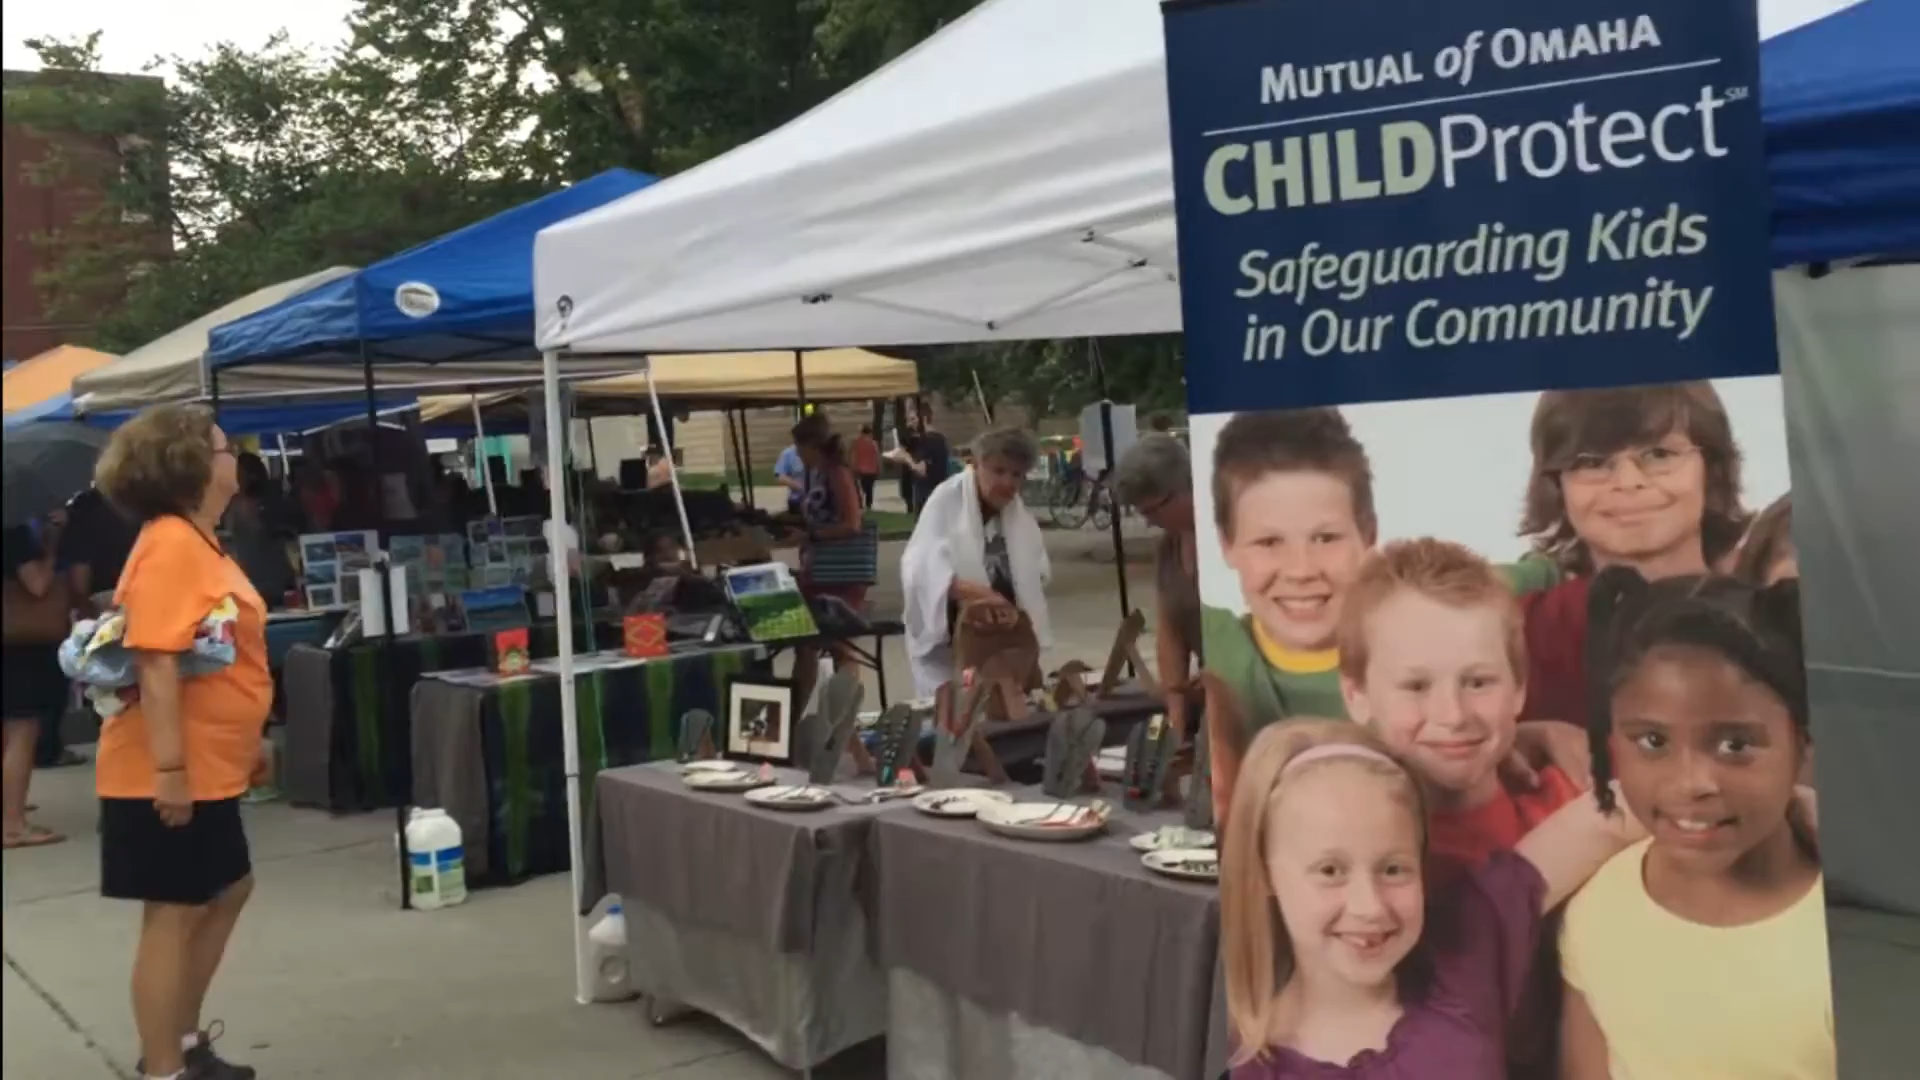 MUTUAL of OMAHA
CHILDProtect℠
Safeguarding Kids
in Our Community